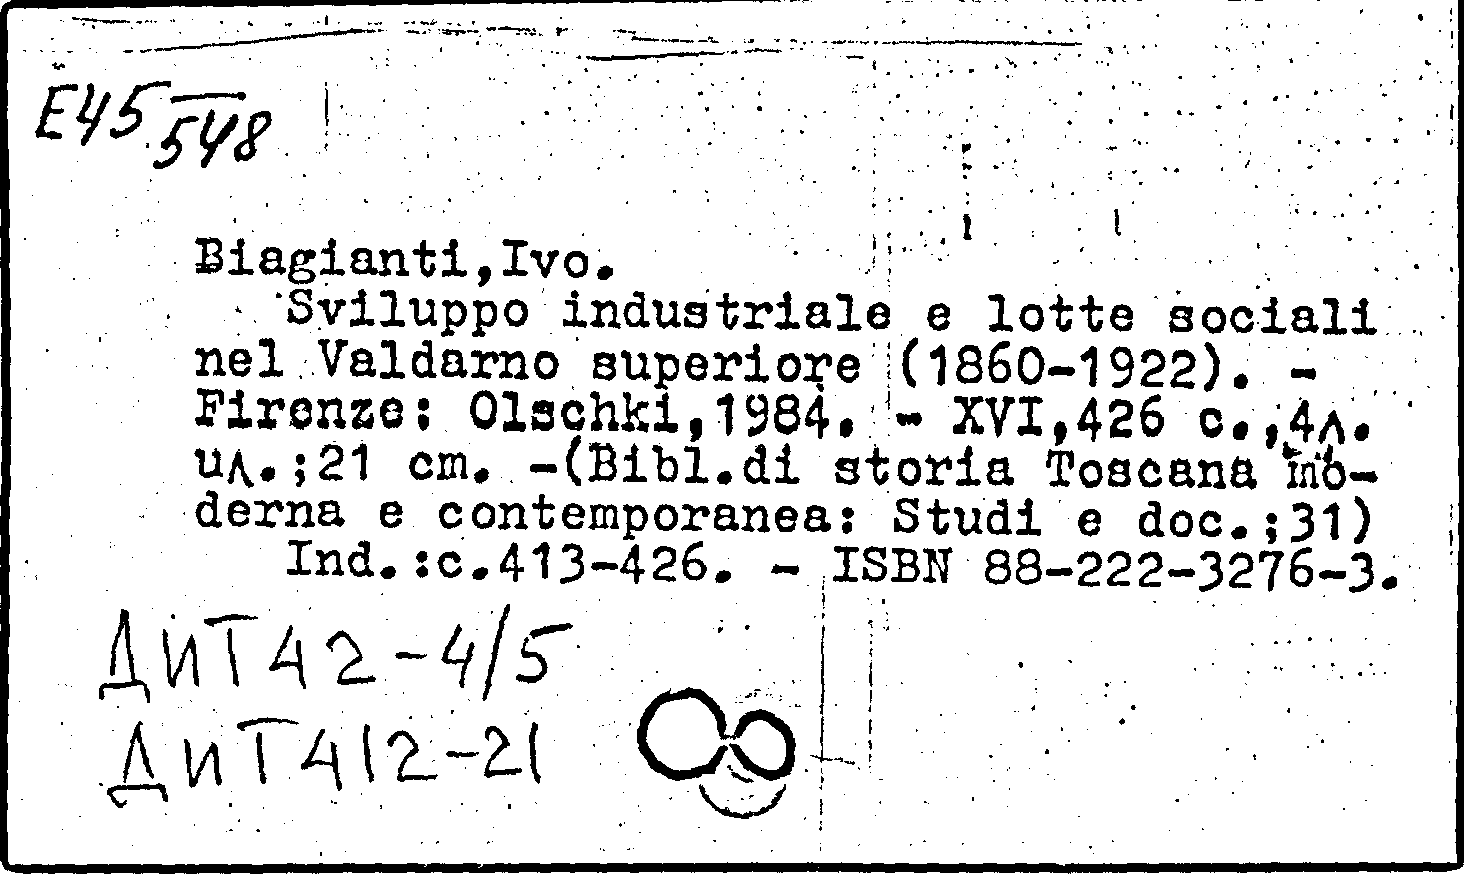 E45
548
Biagianti,Ivo.
Sviluppo industriale e lotte sociali
nel Valdarno superiore (1860-1922). -
Firenze: Olschki,1984. - XVI,426 с.,4л.
ил.;21 cm. -(Bibl.di storia Toscana mo-
derna e contemporanea: Studi e doc.;31)
Ind.:c.413-426. - ISBN 88-222-3276-3.
ДИТ42-4/5
ДИТ412-21